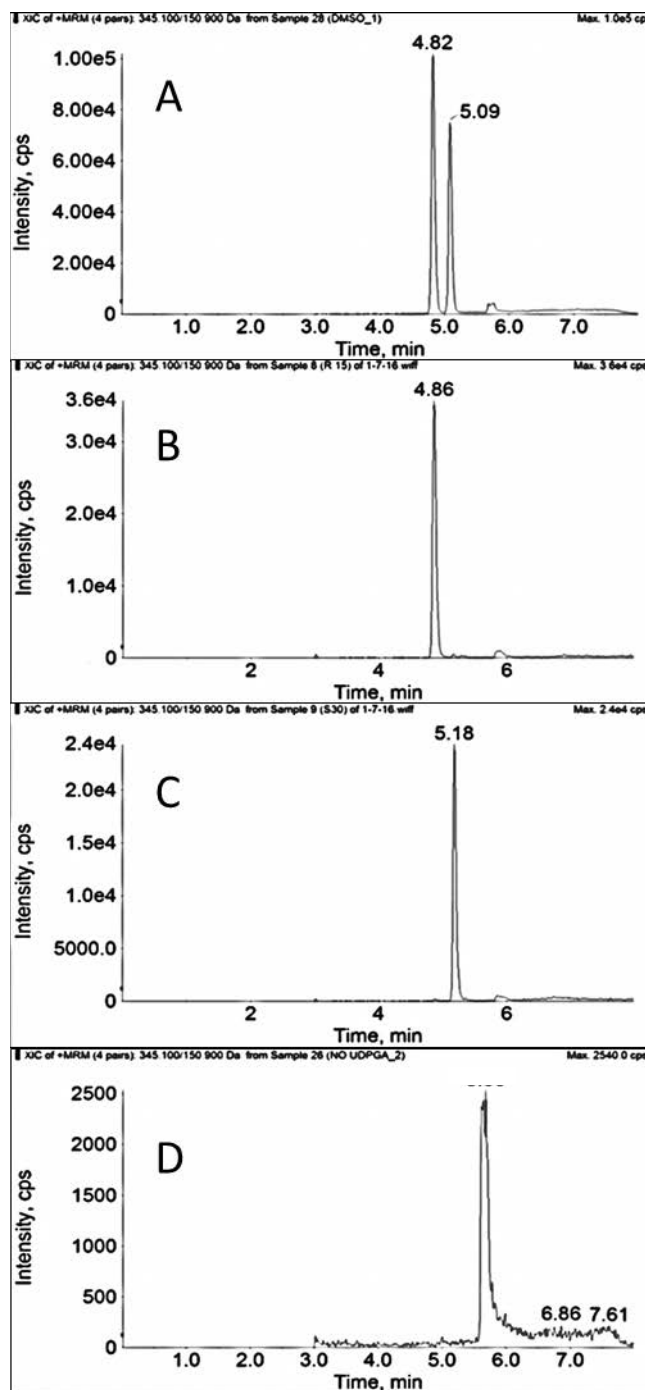 XIC of +MRM (4 pairs): 345.100/150.900 Da from Sample 28 (DMSO_1) Max. 1.0e5 cp
4.82
1.00e5
A
5.09
8.00e4
6.00e4
Intensity, cps
4.00e4
2.00e4
0
1.0 2.0 3.0 4.0 5.0 6.0 7.0
Time, min
XIC of +MRM (4 pairs): 345.100/150.900 Da from Sample 8 (R 15) of 1-7-16 wiff Max. 3.6e4 cps
4.86
3.6e4
B
3.0e4
Intensity, cps
2.0e4
1.0e4
0
2 4 6
Time, min
XIC of +MRM (4 pairs): 345.100/150.900 Da from Sample 9 (S30) of 1-7-16 wiff Max. 2.4e4 cps
5.18
2.4e4
C
2.0e4
Intensity, cps
1.5e4
1.0e4
5000.0
0
2 4 6
Time, min
XIC of +MRM (4 pairs): 345.100/150.900 Da from Sample 26 (NO UDPGA_2) Max. 2540.0 cps
2500
D
2000
Intensity, cps
1500
1000
500
6.86 7.61
0
1.0 2.0 3.0 4.0 5.0 6.0 7.0
Time, min